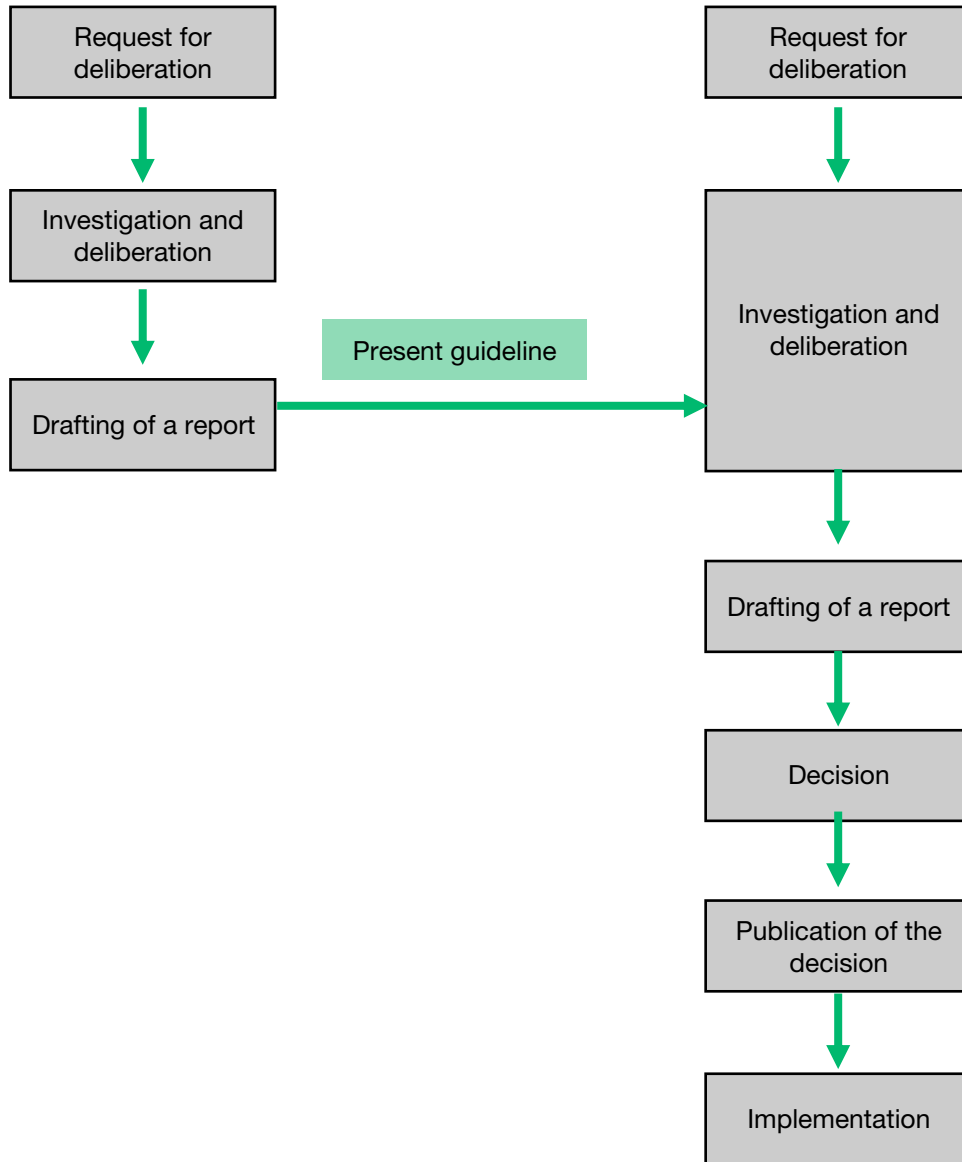 Request for
deliberation
Investigation and
deliberation
Drafting of a report
Present guideline
Request for
deliberation
Investigation and
deliberation
Drafting of a report
Decision
Publication of the
decision
Implementation